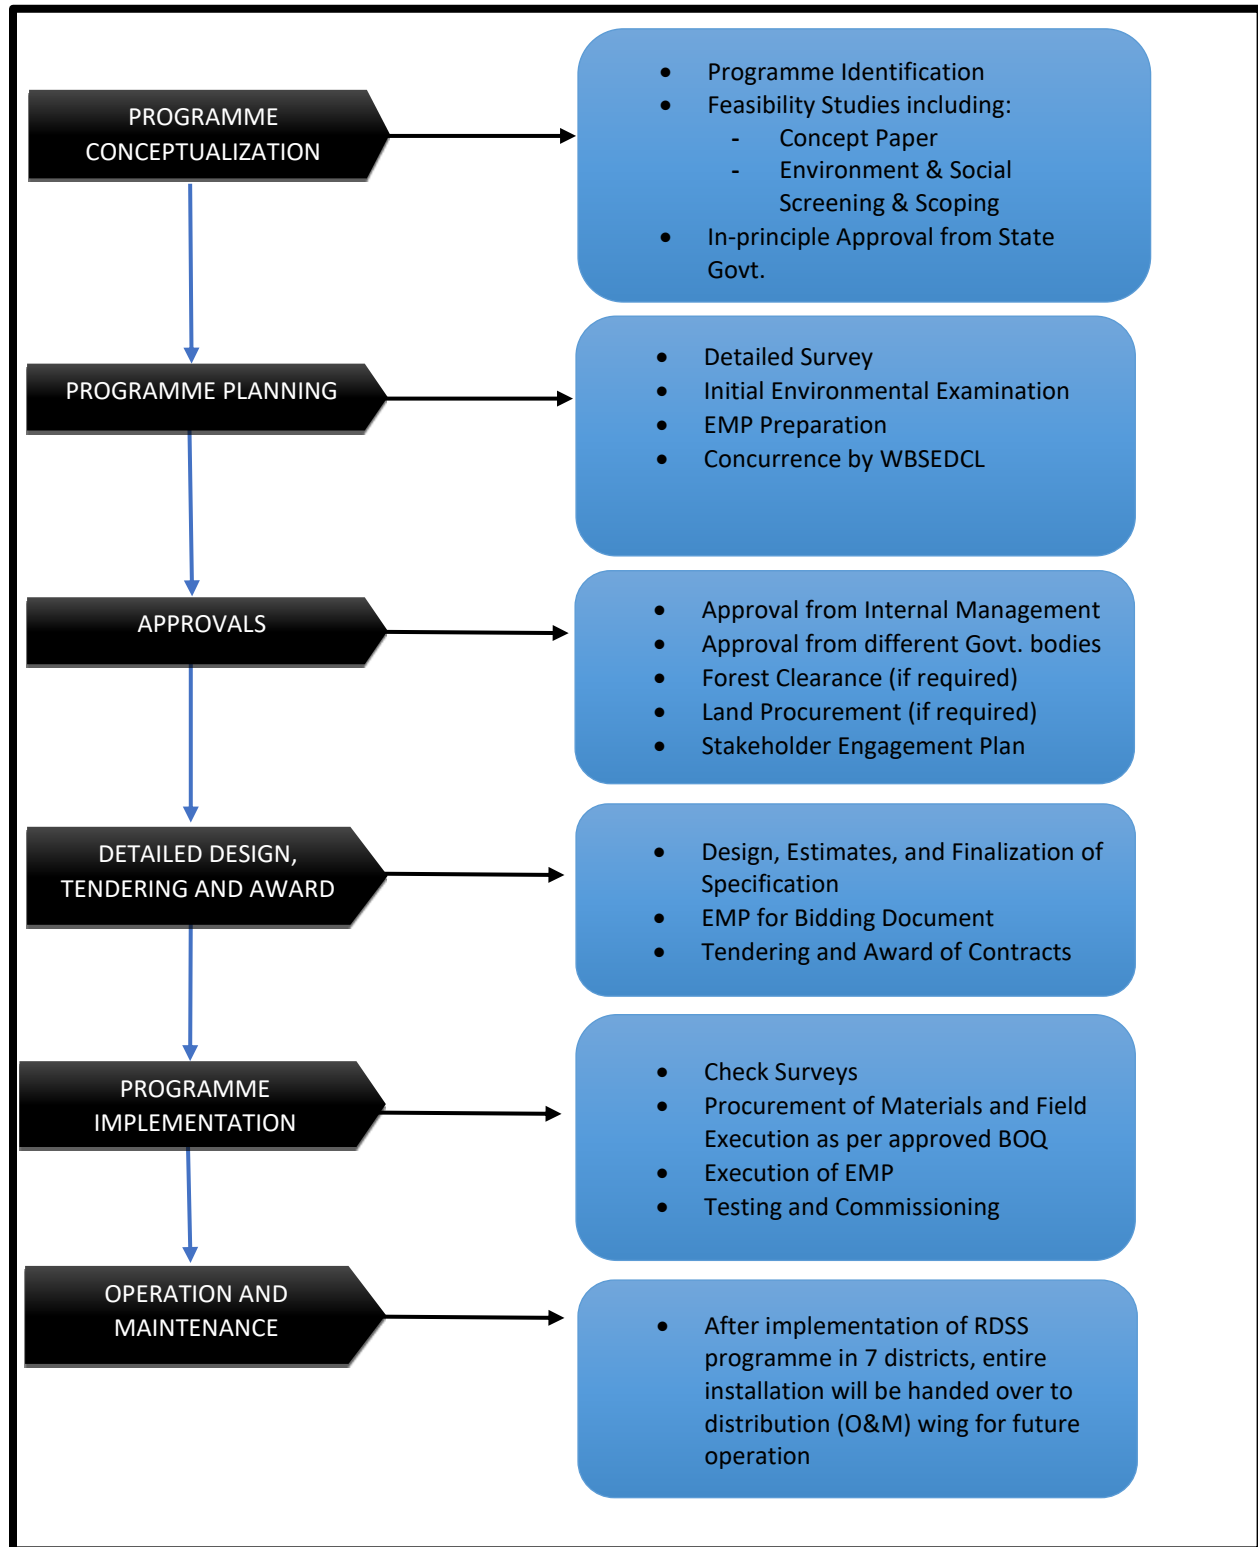 PROGRAMME
CONCEPTUALIZATION
• Programme Identification
• Feasibility Studies including:
- Concept Paper
- Environment & Social
Screening & Scoping
• In-principle Approval from State
Govt.
PROGRAMME PLANNING
• Detailed Survey
• Initial Environmental Examination
• EMP Preparation
• Concurrence by WBSEDCL
APPROVALS
• Approval from Internal Management
• Approval from different Govt. bodies
• Forest Clearance (if required)
• Land Procurement (if required)
• Stakeholder Engagement Plan
DETAILED DESIGN,
TENDERING AND AWARD
• Design, Estimates, and Finalization of
Specification
• EMP for Bidding Document
• Tendering and Award of Contracts
PROGRAMME
IMPLEMENTATION
• Check Surveys
• Procurement of Materials and Field
Execution as per approved BOQ
• Execution of EMP
• Testing and Commissioning
OPERATION AND
MAINTENANCE
• After implementation of RDSS
programme in 7 districts, entire
installation will be handed over to
distribution (O&M) wing for future
operation